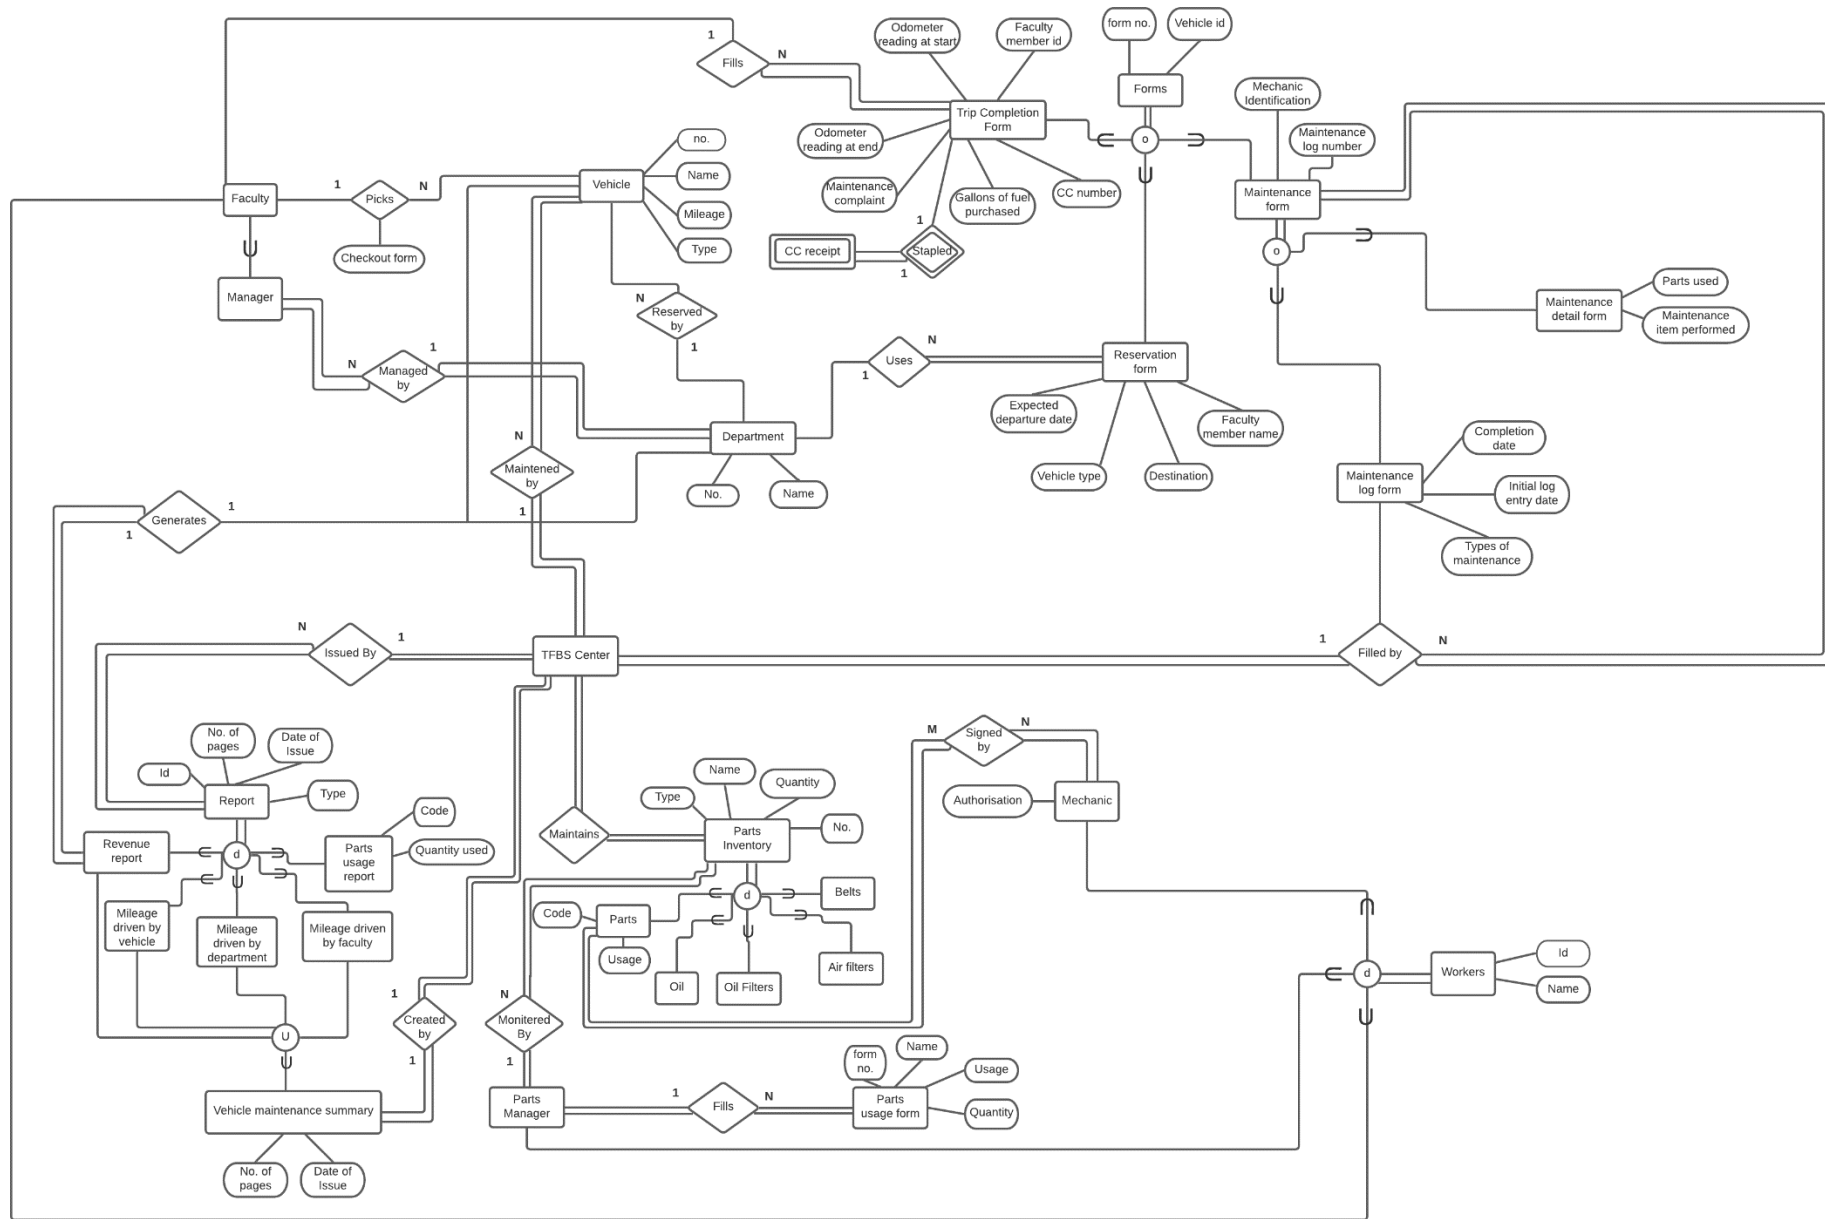 Odometer
reading at start
Faculty
member id
form no.
Vehicle id
1
N
Fills
Forms
Mechanic
Identification
Trip Completion
Form
Maintenance
log number
Odometer
reading at end
o
no.
Name
Vehicle
Mileage
Type
1
N
Faculty
Picks
Checkout form
Maintenance
complaint
Gallons of fuel
purchased
CC number
Maintenance
form
1
CC receipt
Stapled
1
o
Manager
N
Reserved
by
1
Parts used
Maintenance
detail form
Maintenance
item performed
1
N
Managed
by
N
Uses
1
Reservation
form
Expected
departure date
Faculty
member name
Vehicle type
Destination
Department
No.
Name
N
Maintened
by
1
Completion
date
Maintenance
log form
Initial log
entry date
Types of
maintenance
1
Generates
1
N
1
Issued By
TFBS Center
1
N
Filled by
No. of
pages
Date of
Issue
Id
Type
Report
Code
Quantity used
Revenue
report
d
Parts
usage
report
Mileage
driven by
vehicle
Mileage
driven by
department
Mileage driven
by faculty
U
Name
Quantity
Type
No.
Maintains
Parts
Inventory
M
N
Signed
by
Authorisation
Mechanic
d
Belts
Code
Parts
Usage
Oil
Oil Filters
Air filters
d
Workers
Id
Name
1
Created
by
1
N
Monitered
By
1
form
no.
Name
Usage
Quantity
Parts
Manager
1
Fills
N
Parts
usage form
Vehicle maintenance summary
No. of
pages
Date of
Issue